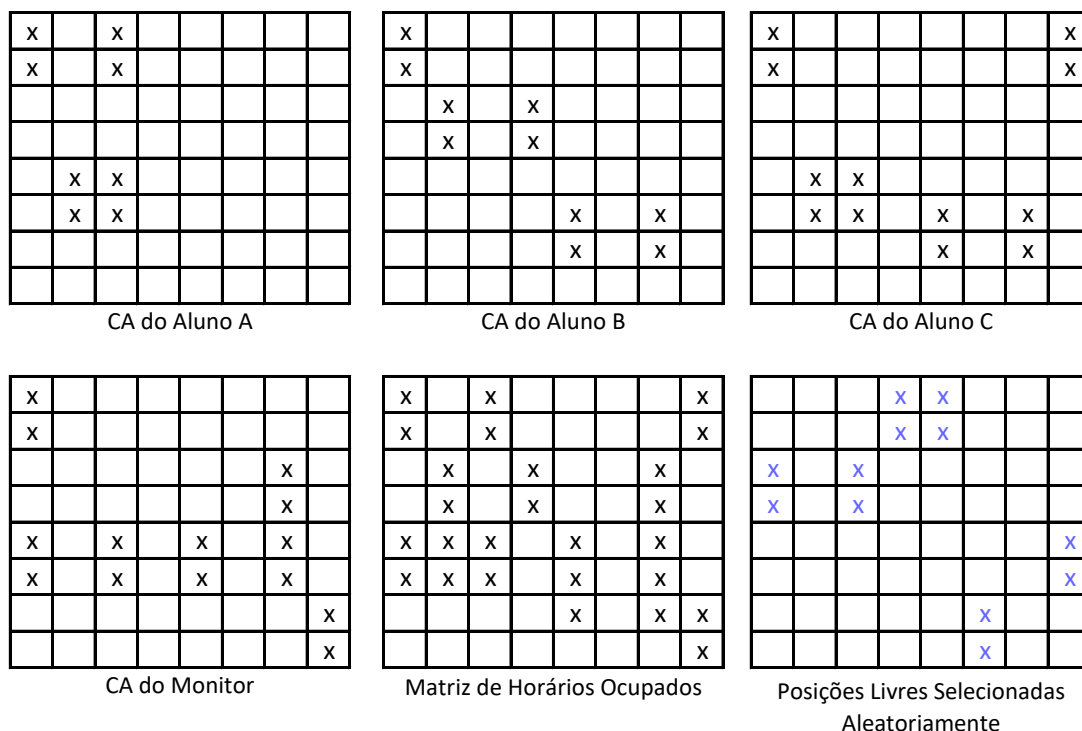 X X
X X
X X
X X
CA do Aluno A
X
X
X X
X X
X X
X X
CA do Aluno B
X X
X X
X X
X X X X
X X
CA do Aluno C
X
X
X
X
X X X X
X X X X
X
X
CA do Monitor
X X X
X X X
X X X
X X X
X X X X X
X X X X X
X X X
X
Matriz de Horários Ocupados
X X
X X
X X
X X
X
X
X
X
Posições Livres Selecionadas
Aleatoriamente